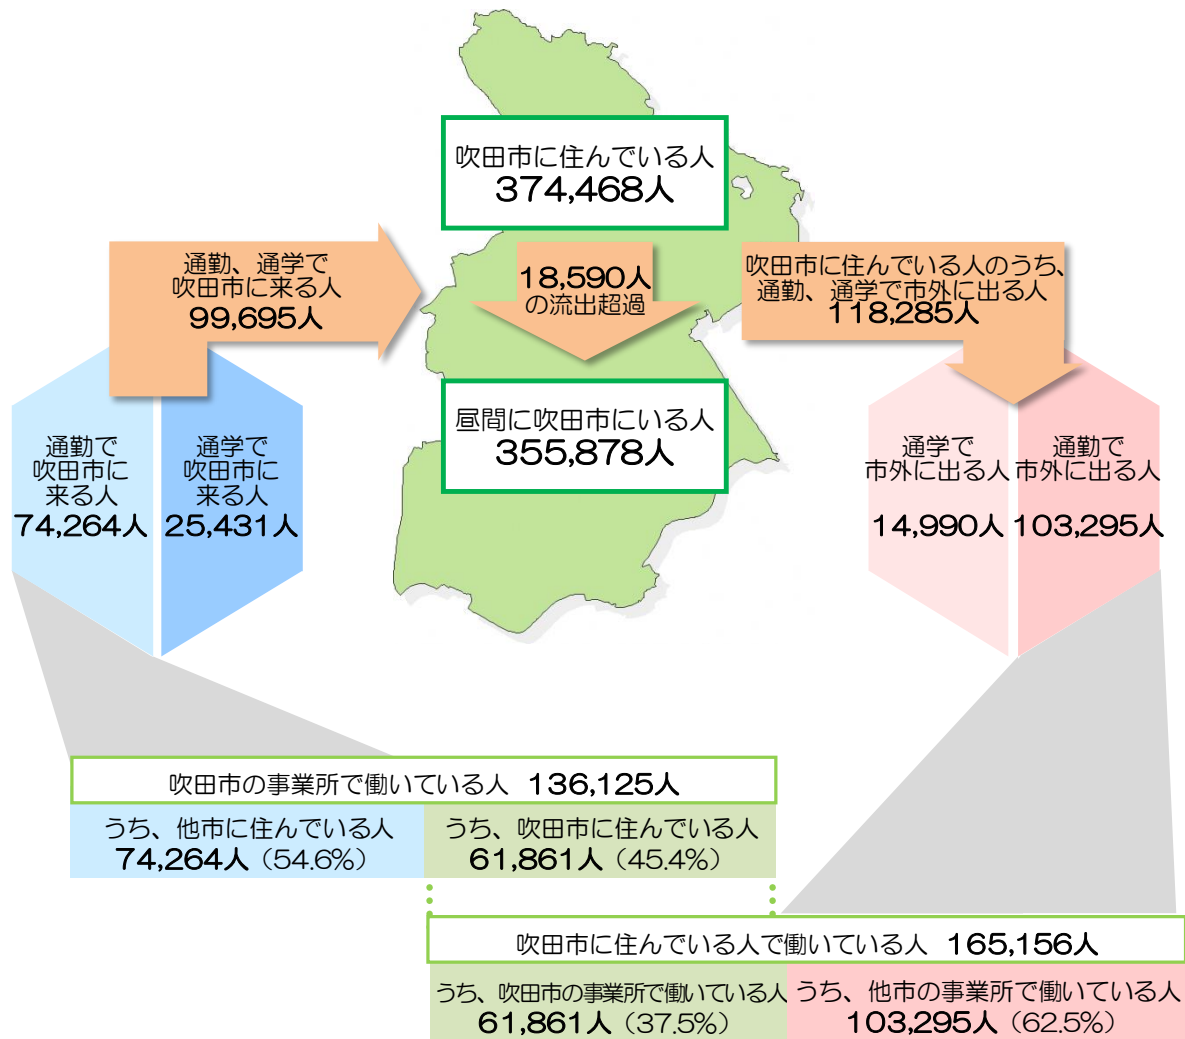 吹田市に住んでいる人
374,468人
通勤、通学で
吹田市に来る人
99,695人
18,590人
の流出超過
吹田市に住んでいる人のうち、
通勤、通学で市外に出る人
118,285人
昼間に吹田市にいる人
355,878人
通勤で
吹田市に
来る人
74,264人
通学で
吹田市に
来る人
25,431人
通学で
市外に出る人
14,990人
通勤で
市外に出る人
103,295人
吹田市の事業所で働いている人 136,125人
うち、他市に住んでいる人
74,264人（54.6%）
うち、吹田市に住んでいる人
61,861人（45.4%）
吹田市に住んでいる人で働いている人 165,156人
うち、吹田市の事業所で働いている人
61,861人（37.5%）
うち、他市の事業所で働いている人
103,295人（62.5%）